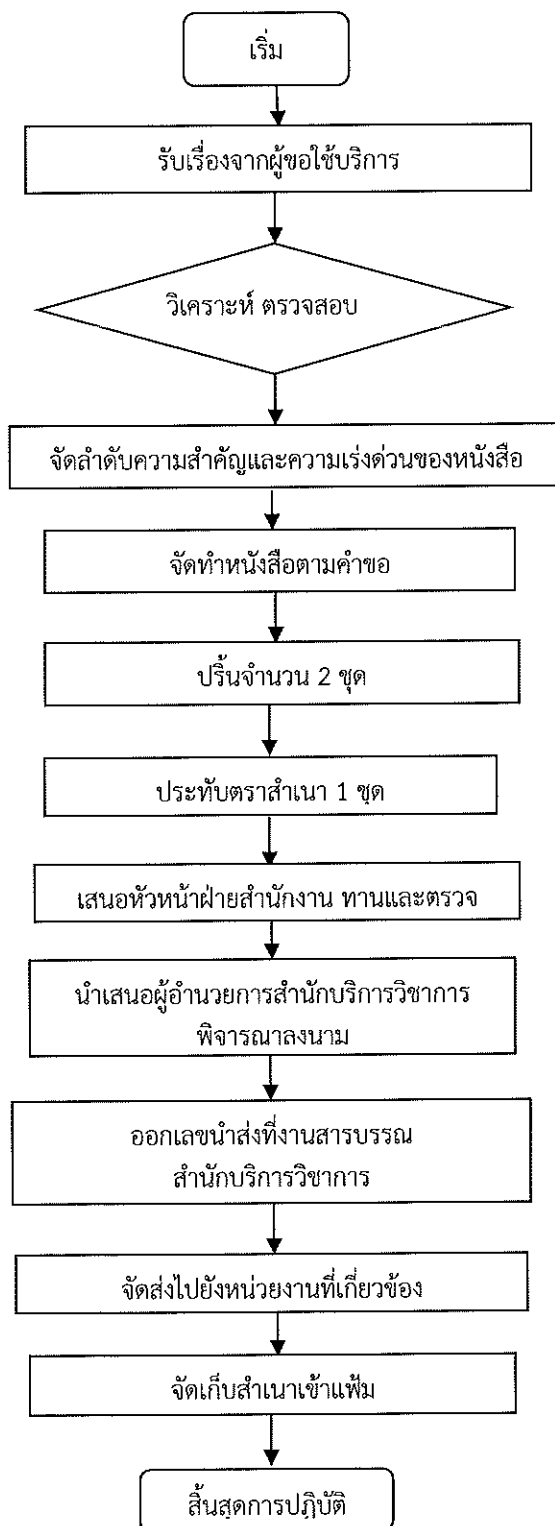 เริ่ม
รับเรื่องจากผู้ขอใช้บริการ
วิเคราะห์ ตรวจสอบ
จัดลำดับความสำคัญและความเร่งด่วนของหนังสือ
จัดทำหนังสือตามคำขอ
ปริ้นจำนวน 2 ชุด
ประทับตราสำเนา 1 ชุด
เสนอหัวหน้าฝ่ายสำนักงาน ทานและตรวจ
นำเสนอผู้อำนวยการสำนักบริการวิชาการ
พิจารณาลงนาม
ออกเลขนำส่งที่งานสารบรรณ
สำนักบริการวิชาการ
จัดส่งไปยังหน่วยงานที่เกี่ยวข้อง
จัดเก็บสำเนาเข้าแฟ้ม
สิ้นสุดการปฏิบัติ